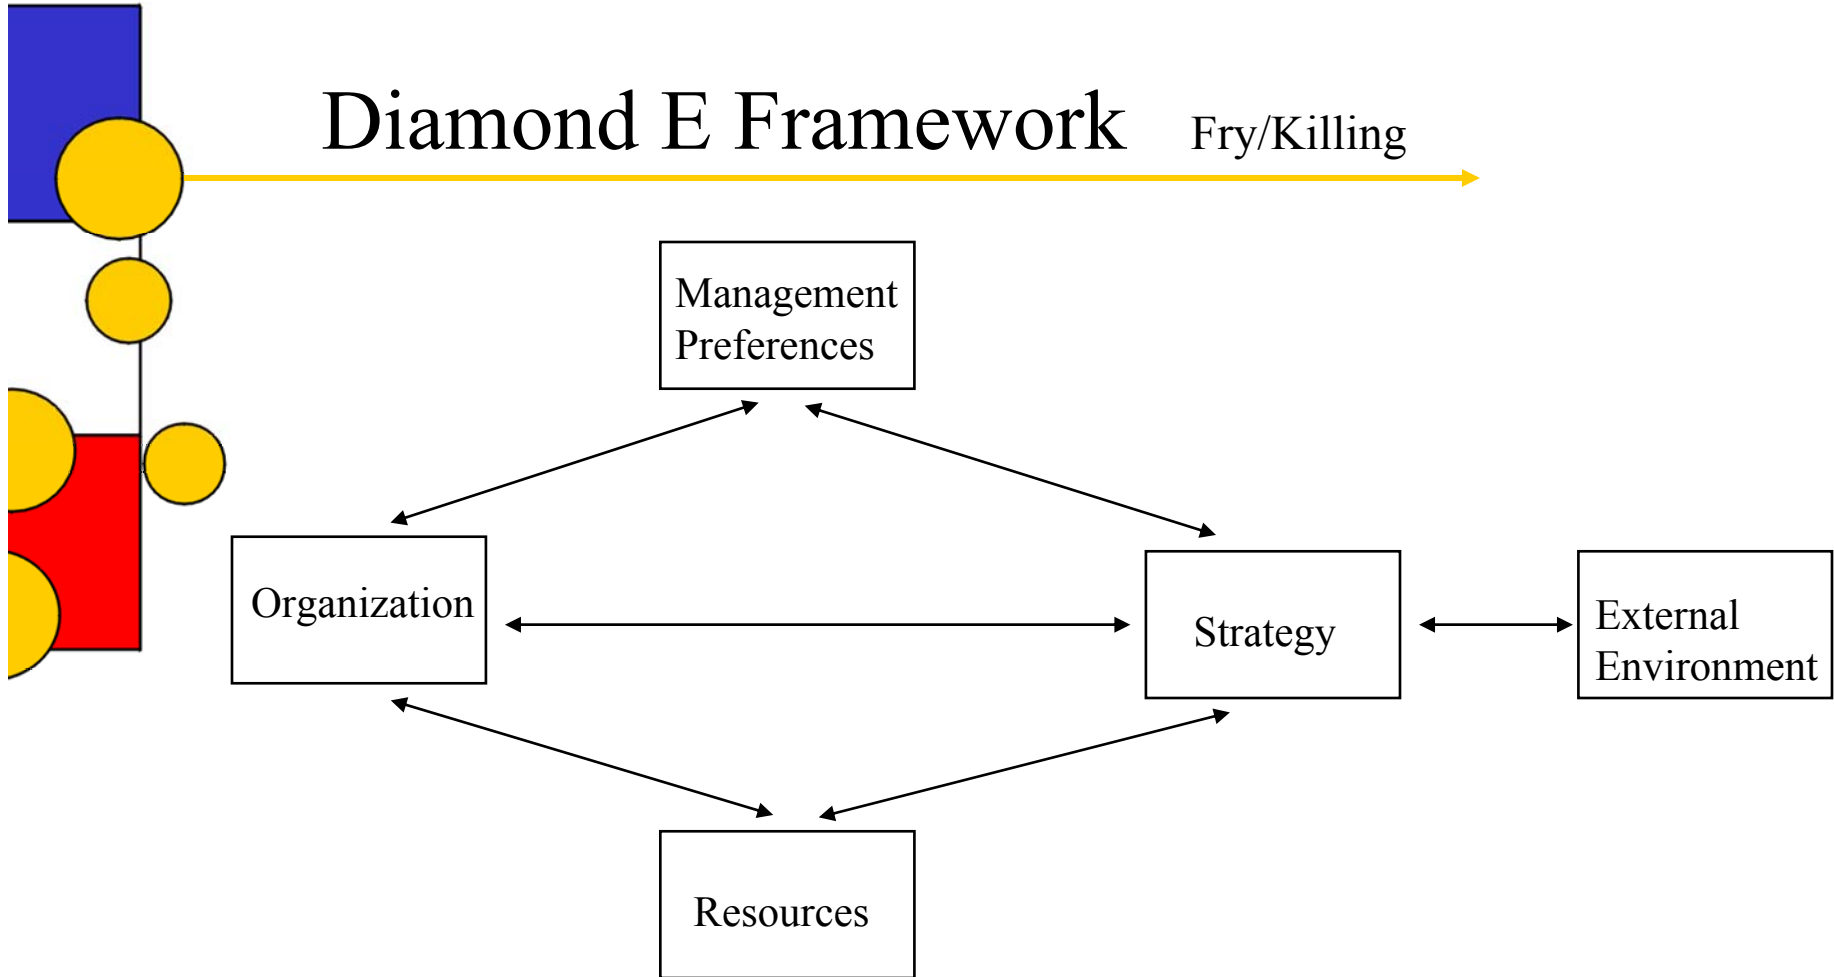 Diamond E Framework Fry/Killing
Management
Preferences
Organization
Strategy
External
Environment
Resources